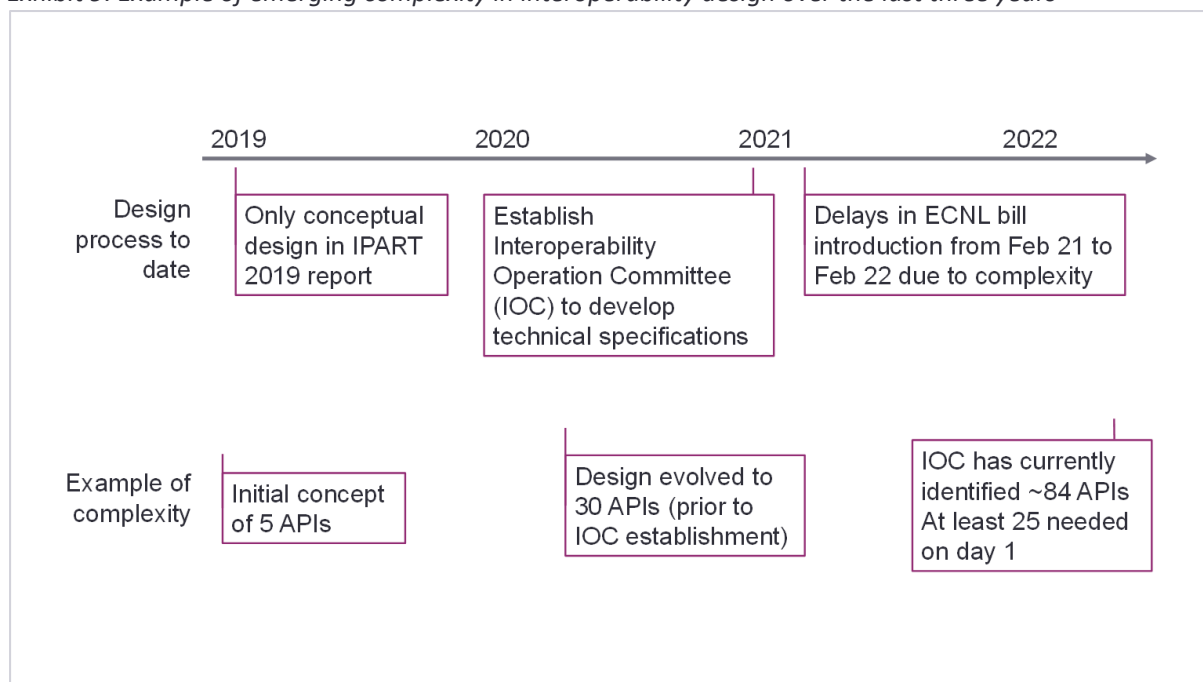 2019 2020 2021 2022
Design
process to
date
Only conceptual
design in IPART
2019 report
Establish
Interoperability
Operation Committee
(IOC) to develop
technical specifications
Delays in ECNL bill
introduction from Feb 21 to
Feb 22 due to complexity
Example of
complexity
Initial concept
of 5 APIs
Design evolved to
30 APIs (prior to
IOC establishment)
IOC has currently
identified ~84 APIs
At least 25 needed
on day 1